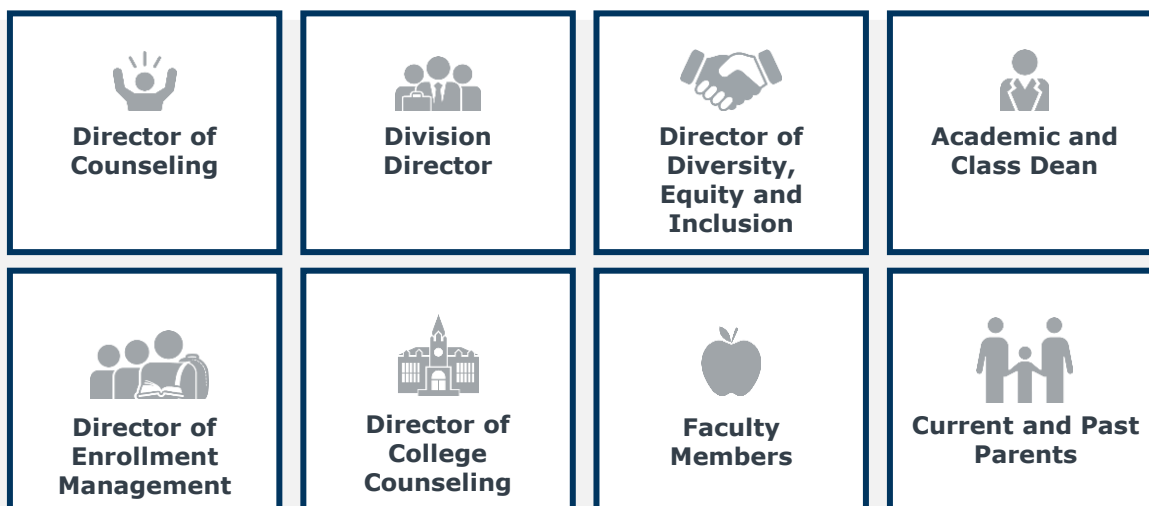 Director of
Counseling
Division
Director
Director of
Diversity,
Equity and
Inclusion
Academic and
Class Dean
Director of
Enrollment
Management
Director of
College
Counseling
Faculty
Members
Current and Past
Parents